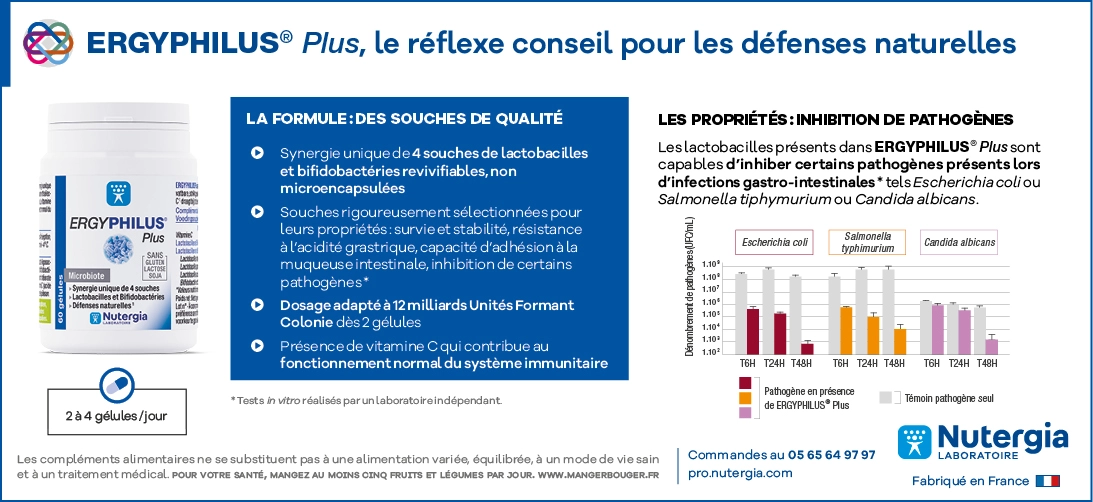 ERGYPHILUS® Plus, le réflexe conseil pour les défenses naturelles
NUTERGIA
ERGYPHILUS®
Plus
SANS
GLUTEN
LACTOSE
SOJA
Microbiote
• Synergie unique de 4 souches
• Lactobacilles et Bifidobactéries
• Défenses naturelles
60 gélules
Nutergia
LABORATOIRE
2 à 4 gélules/jour
LA FORMULE : DES SOUCHES DE QUALITÉ
Synergie unique de 4 souches de lactobacilles
et bifidobactéries revivifiables, non
microencapsulées
Souches rigoureusement sélectionnées pour
leurs propriétés : survie et stabilité, résistance
à l'acidité grastrique, capacité d'adhésion à la
muqueuse intestinale, inhibition de certains
pathogènes*
Dosage adapté à 12 milliards Unités Formant
Colonie dès 2 gélules
Présence de vitamine C qui contribue au
fonctionnement normal du système immunitaire
*Tests in vitro réalisés par un laboratoire indépendant.
LES PROPRIÉTÉS : INHIBITION DE PATHOGÈNES
Les lactobacilles présents dans ERGYPHILUS® Plus sont
capables d'inhiber certains pathogènes présents lors
d'infections gastro-intestinales* tels Escherichia coli ou
Salmonella tiphymurium ou Candida albicans.
Dénombrement de pathogènes (UFC/mL)
Escherichia coli
Salmonella
typhimurium
Candida albicans
1.10⁹
1.10⁸
1.10⁷
1.10⁶
1.10⁵
1.10⁴
1.10³
1.10²
T6H T24H T48H T6H T24H T48H T6H T24H T48H
Pathogène en présence
de ERGYPHILUS® Plus
Témoin pathogène seul
Les compléments alimentaires ne se substituent pas à une alimentation variée, équilibrée, à un mode de vie sain
et à un traitement médical. POUR VOTRE SANTÉ, MANGEZ AU MOINS CINQ FRUITS ET LÉGUMES PAR JOUR. WWW.MANGERBOUGER.FR
Commandes au 05 65 64 97 97
pro.nutergia.com
Nutergia
LABORATOIRE
Fabriqué en France